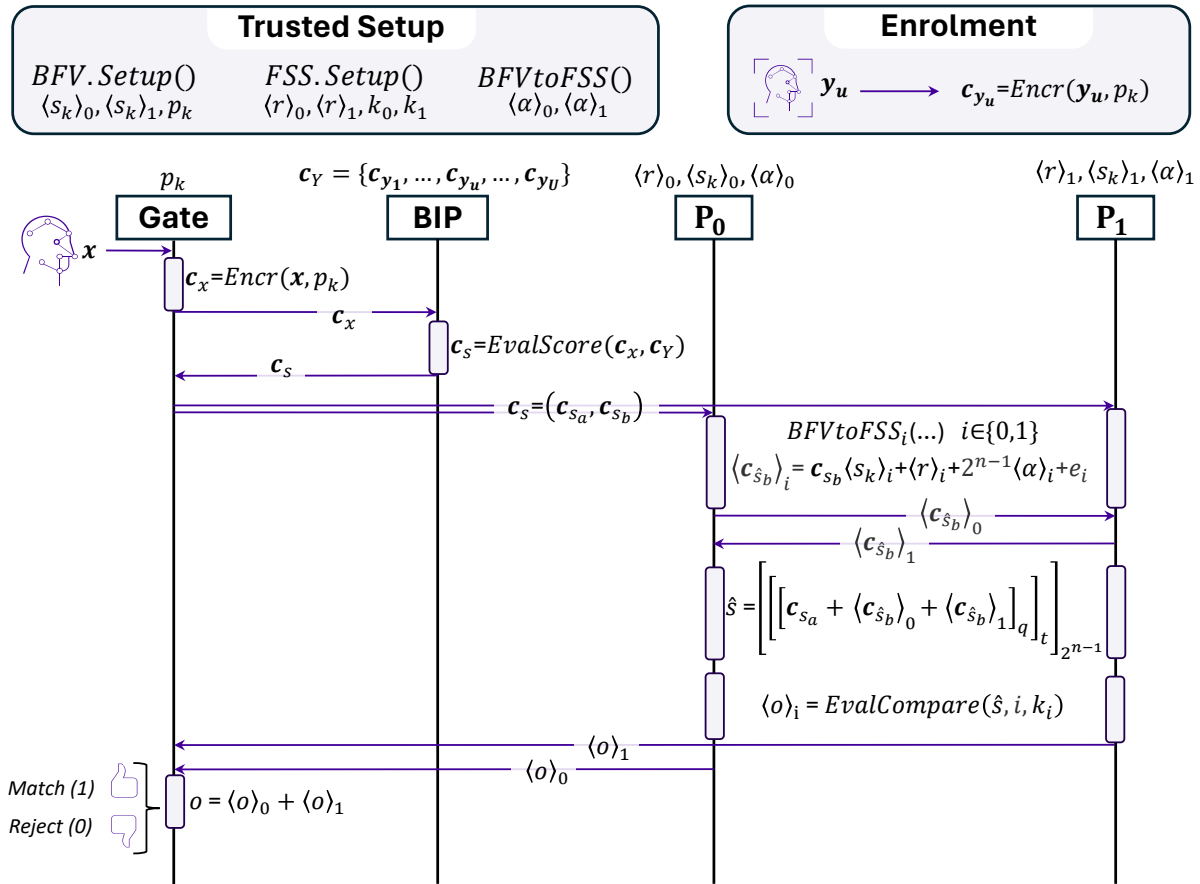 Trusted Setup
BFV.Setup() FSS.Setup() BFVtoFSS()
⟨s_k⟩_0, ⟨s_k⟩_1, p_k ⟨r⟩_0, ⟨r⟩_1, k_0, k_1 ⟨α⟩_0, ⟨α⟩_1
Enrolment
y_u c_{y_u}=Encr(y_u, p_k)
p_k c_Y = {c_{y_1}, ..., c_{y_u}, ..., c_{y_U}} ⟨r⟩_0, ⟨s_k⟩_0, ⟨α⟩_0 ⟨r⟩_1, ⟨s_k⟩_1, ⟨α⟩_1
Gate BIP P_0 P_1
x
c_x=Encr(x, p_k)
c_x
c_s=EvalScore(c_x, c_Y)
c_s
c_s=(c_{s_a}, c_{s_b})
BFVtoFSS_i(...) i∈{0,1}
⟨c_{ŝ_b}⟩_i= c_{s_b}⟨s_k⟩_i+⟨r⟩_i+2^{n-1}⟨α⟩_i+e_i
⟨c_{ŝ_b}⟩_0
⟨c_{ŝ_b}⟩_1
ŝ = [[[c_{s_a} + ⟨c_{ŝ_b}⟩_0 + ⟨c_{ŝ_b}⟩_1]_q]_t]_{2^{n-1}}
⟨o⟩_i = EvalCompare(ŝ, i, k_i)
⟨o⟩_1
⟨o⟩_0
Match (1)
o = ⟨o⟩_0 + ⟨o⟩_1
Reject (0)